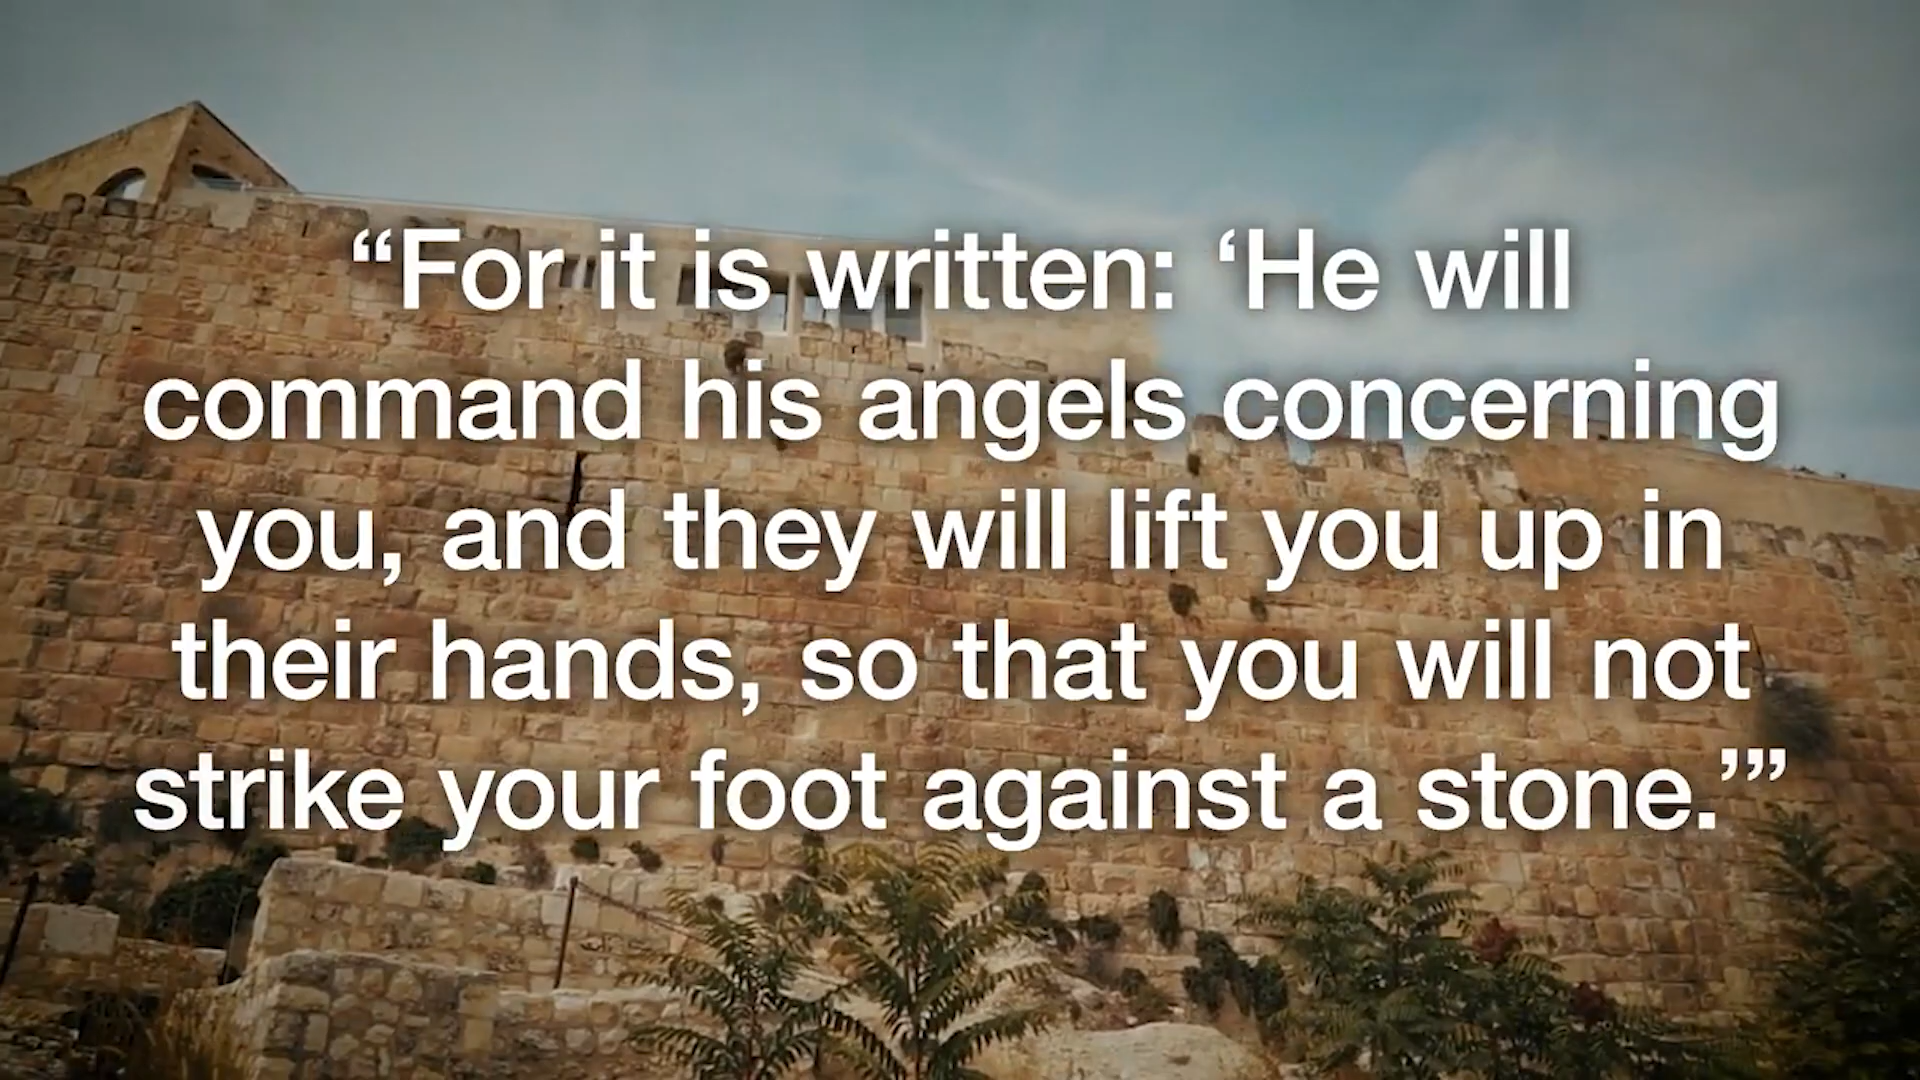 “For it is written: ‘He will
command his angels concerning
you, and they will lift you up in
their hands, so that you will not
strike your foot against a stone.’”